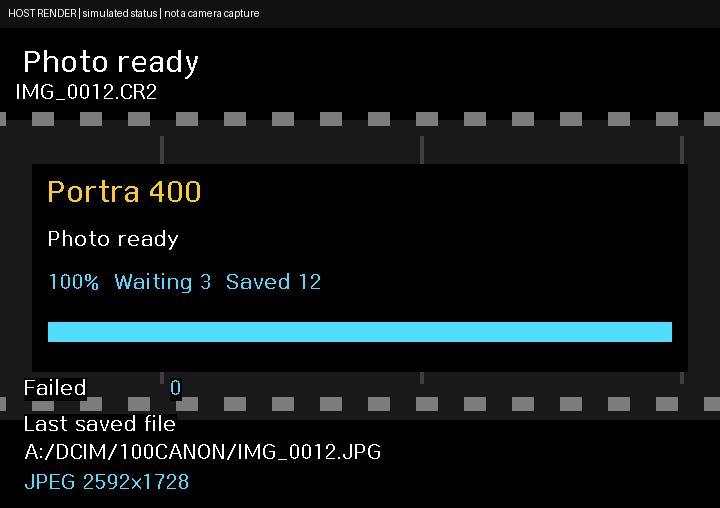 HOST RENDER | simulated status | not a camera capture
Photo ready
IMG_0012.CR2
Portra 400
Photo ready
100% Waiting 3 Saved 12
Failed 0
Last saved file
A:/DCIM/100CANON/IMG_0012.JPG
JPEG 2592x1728